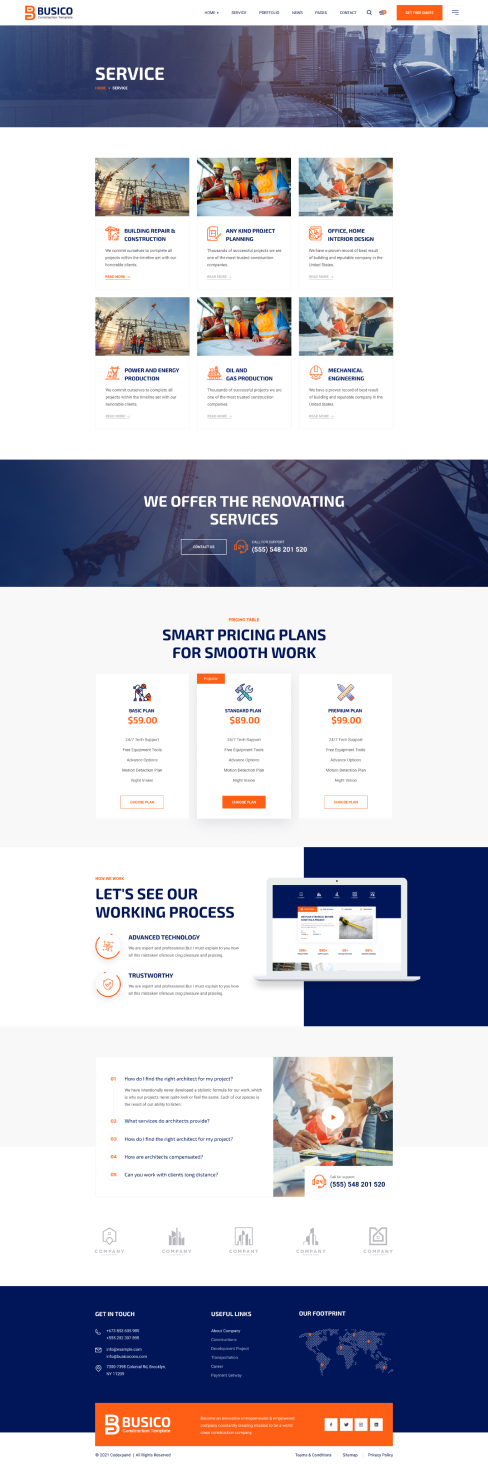 BUSICO
Construction Template
HOME +
SERVICE
PORTFOLIO
NEWS
PAGES
CONTACT
GET FREE QUOTE
SERVICE
HOME » SERVICE
BUILDING REPAIR &
CONSTRUCTION
We commit ourselves to complete all
projects within the timeline set with our
honorable clients.
READ MORE →
ANY KIND PROJECT
PLANNING
Thousands of successful projects we are
one of the most trusted construction
companies.
READ MORE →
OFFICE, HOME
INTERIOR DESIGN
We have a proven record of best result
of building and reputable company in the
United States.
READ MORE →
POWER AND ENERGY
PRODUCTION
We commit ourselves to complete all
projects within the timeline set with our
honorable clients.
READ MORE →
OIL AND
GAS PRODUCTION
Thousands of successful projects we are
one of the most trusted construction
companies.
READ MORE →
MECHANICAL
ENGINEERING
We have a proven record of best result
of building and reputable company in the
United States.
READ MORE →
WE OFFER THE RENOVATING
SERVICES
CONTACT US
CALL FOR SUPPORT
(555) 548 201 520
PRICING TABLE
SMART PRICING PLANS
FOR SMOOTH WORK
BASIC PLAN
$59.00
24/7 Tech Support
Free Equipment Tools
Advance Options
Motion Detection Plan
Night Vision
CHOOSE PLAN
Popular
STANDARD PLAN
$89.00
24/7 Tech Support
Free Equipment Tools
Advance Options
Motion Detection Plan
Night Vision
CHOOSE PLAN
PREMIUM PLAN
$99.00
24/7 Tech Support
Free Equipment Tools
Advance Options
Motion Detection Plan
Night Vision
CHOOSE PLAN
HOW WE WORK
LET'S SEE OUR
WORKING PROCESS
ADVANCED TECHNOLOGY
We are expert and professional But I must explain to you how
all this mistaken oference cing pleasure and praising.
TRUSTWORTHY
We are expert and professional But I must explain to you how
all this mistaken oference cing pleasure and praising.
01 How do I find the right architect for my project?
We have intentionally never developed a stylistic formula for our work, which
is why our projects never quite look or feel the same. Each of our spaces is
the result of our ability to listen.
02 What services do architects provide?
03 How do I find the right architect for my project?
04 How are architects compensated?
05 Can you work with clients long distance?
Call for support
(555) 548 201 520
COMPANY
COMPANY
COMPANY
COMPANY
COMPANY
GET IN TOUCH
info@example.com
7300-7398 Colonial Rd, Brooklyn,
NY 11209
USEFUL LINKS
About Company
Constructions
Development Project
Transportation
Career
Payment Getway
OUR FOOTPRINT
BUSICO
Construction Template
Become an innovative entrepreneurial & empowered
company constantly creating mission to be a world
class construction company.
© 2021 Codexpand | All Rights Reserved
Teams & Conditions
Sitemap
Privacy Policy